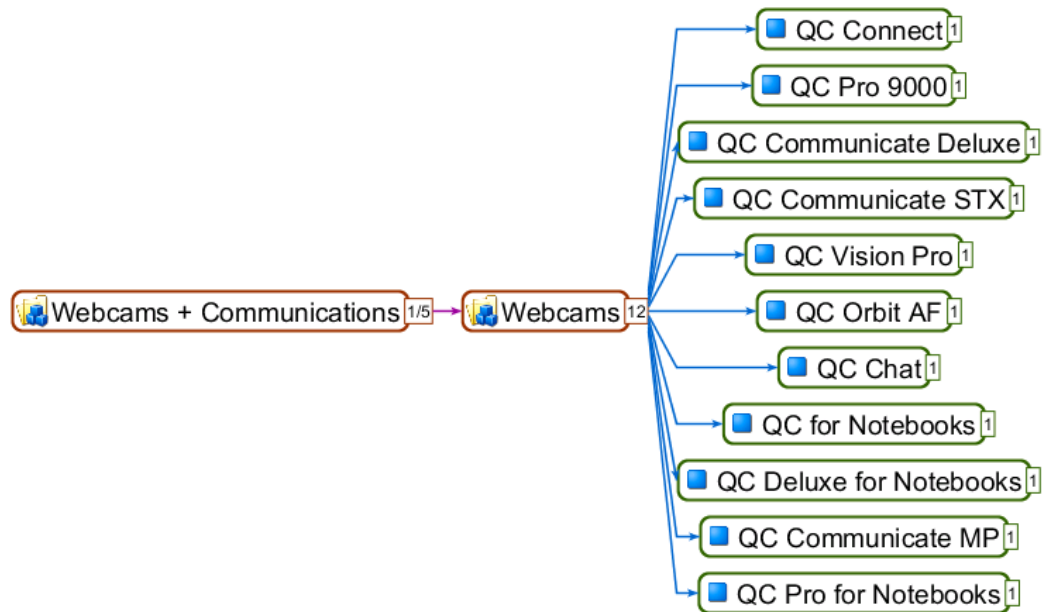 QC Connect 1
QC Pro 9000 1
QC Communicate Deluxe 1
QC Communicate STX 1
QC Vision Pro 1
Webcams + Communications 1/5 Webcams 12 QC Orbit AF 1
QC Chat 1
QC for Notebooks 1
QC Deluxe for Notebooks 1
QC Communicate MP 1
QC Pro for Notebooks 1